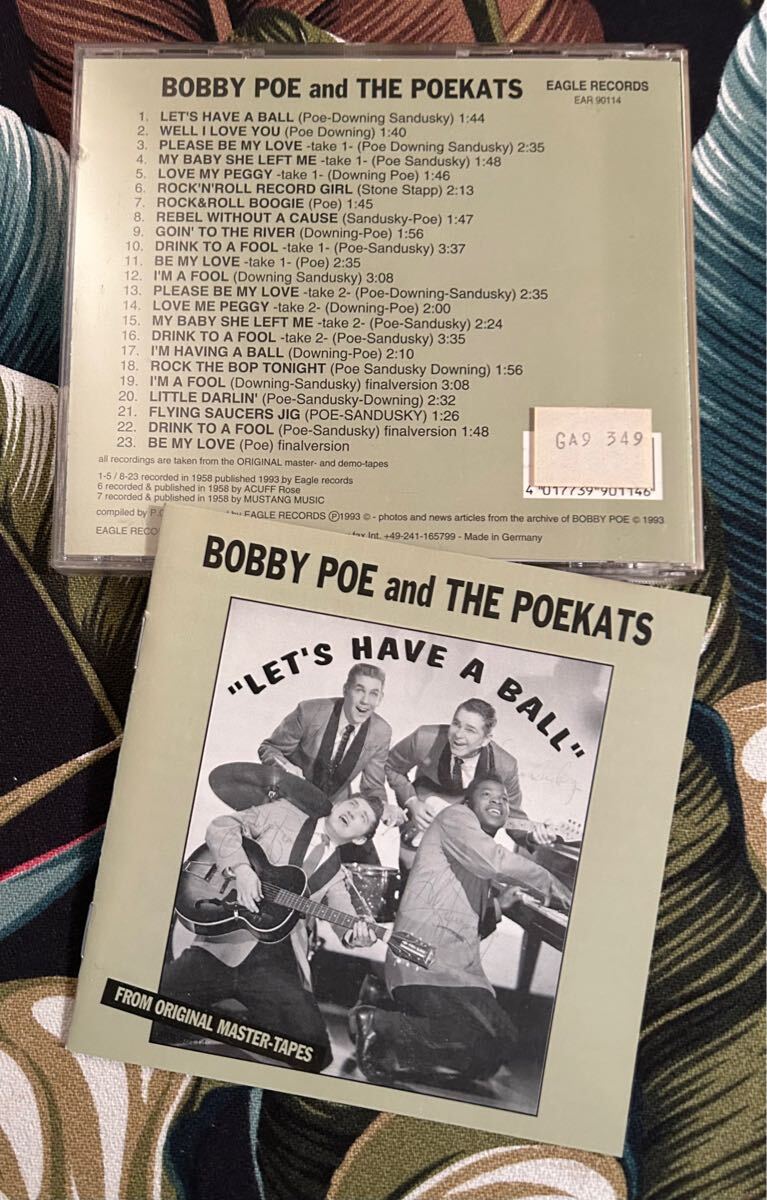 BOBBY POE and THE POEKATS
EAGLE RECORDS
EAR 90114
1. LET'S HAVE A BALL (Poe-Downing Sandusky) 1:44
2. WELL I LOVE YOU (Poe Downing) 1:40
3. PLEASE BE MY LOVE -take 1- (Poe Downing Sandusky) 2:35
4. MY BABY SHE LEFT ME -take 1- (Poe Sandusky) 1:48
5. LOVE MY PEGGY -take 1- (Downing Poe) 1:46
6. ROCK'N'ROLL RECORD GIRL (Stone Stapp) 2:13
7. ROCK&ROLL BOOGIE (Poe) 1:45
8. REBEL WITHOUT A CAUSE (Sandusky-Poe) 1:47
9. GOIN' TO THE RIVER (Downing-Poe) 1:56
10. DRINK TO A FOOL -take 1- (Poe-Sandusky) 3:37
11. BE MY LOVE -take 1- (Poe) 2:35
12. I'M A FOOL (Downing Sandusky) 3:08
13. PLEASE BE MY LOVE -take 2- (Poe-Downing-Sandusky) 2:35
14. LOVE ME PEGGY -take 2- (Downing-Poe) 2:00
15. MY BABY SHE LEFT ME -take 2- (Poe-Sandusky) 2:24
16. DRINK TO A FOOL -take 2- (Poe-Sandusky) 3:35
17. I'M HAVING A BALL (Downing-Poe) 2:10
18. ROCK THE BOP TONIGHT (Poe Sandusky Downing) 1:56
19. I'M A FOOL (Downing-Sandusky) finalversion 3:08
20. LITTLE DARLIN' (Poe-Sandusky-Downing) 2:32
21. FLYING SAUCERS JIG (POE-SANDUSKY) 1:26
22. DRINK TO A FOOL (Poe-Sandusky) finalversion 1:48
23. BE MY LOVE (Poe) finalversion
GA9 349
4 017739 901146
all recordings are taken from the ORIGINAL master- and demo-tapes
1-5 / 8-23 recorded in 1958 published 1993 by Eagle records
6 recorded & published in 1958 by ACUFF Rose
7 recorded & published in 1958 by MUSTANG MUSIC
compiled by EAGLE RECORDS Ⓟ1993 © - photos and news articles from the archive of BOBBY POE © 1993
EAGLE fax Int. +49-241-165799 - Made in Germany
BOBBY POE and THE POEKATS
"LET'S HAVE A BALL"
FROM ORIGINAL MASTER-TAPES